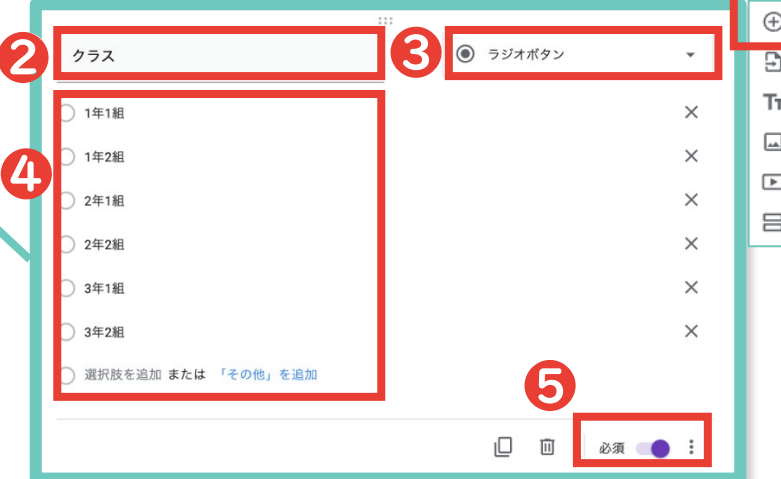 2
クラス
3
ラジオボタン
4
1年1組
1年2組
2年1組
2年2組
3年1組
3年2組
選択肢を追加 または 「その他」を追加
5
必須